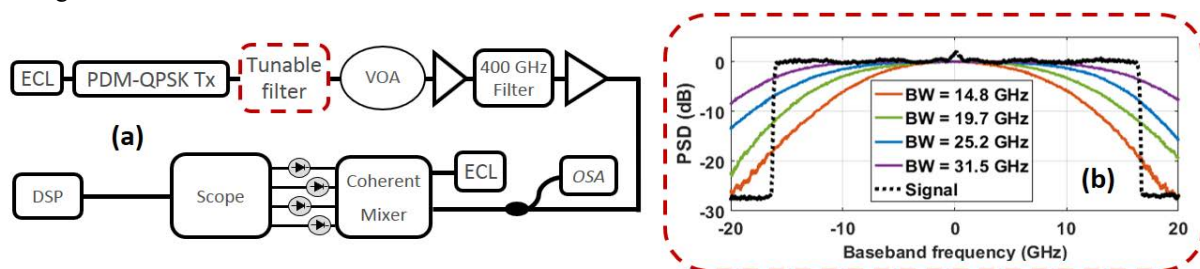 ECL
PDM-QPSK Tx
Tunable
filter
VOA
400 GHz
Filter
(a)
DSP
Scope
Coherent
Mixer
ECL
OSA
PSD (dB)
0
-10
-20
-30
BW = 14.8 GHz
BW = 19.7 GHz
BW = 25.2 GHz
BW = 31.5 GHz
Signal
(b)
-20
-10
0
10
20
Baseband frequency (GHz)